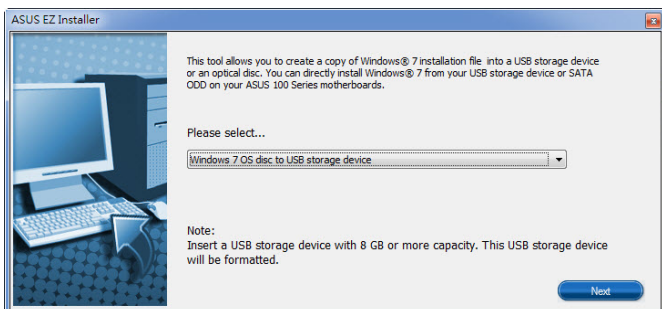 ASUS EZ Installer
This tool allows you to create a copy of Windows® 7 installation file into a USB storage device
or an optical disc. You can directly install Windows® 7 from your USB storage device or SATA
ODD on your ASUS 100 Series motherboards.
Please select...
Windows 7 OS disc to USB storage device
Note:
Insert a USB storage device with 8 GB or more capacity. This USB storage device
will be formatted.
Next